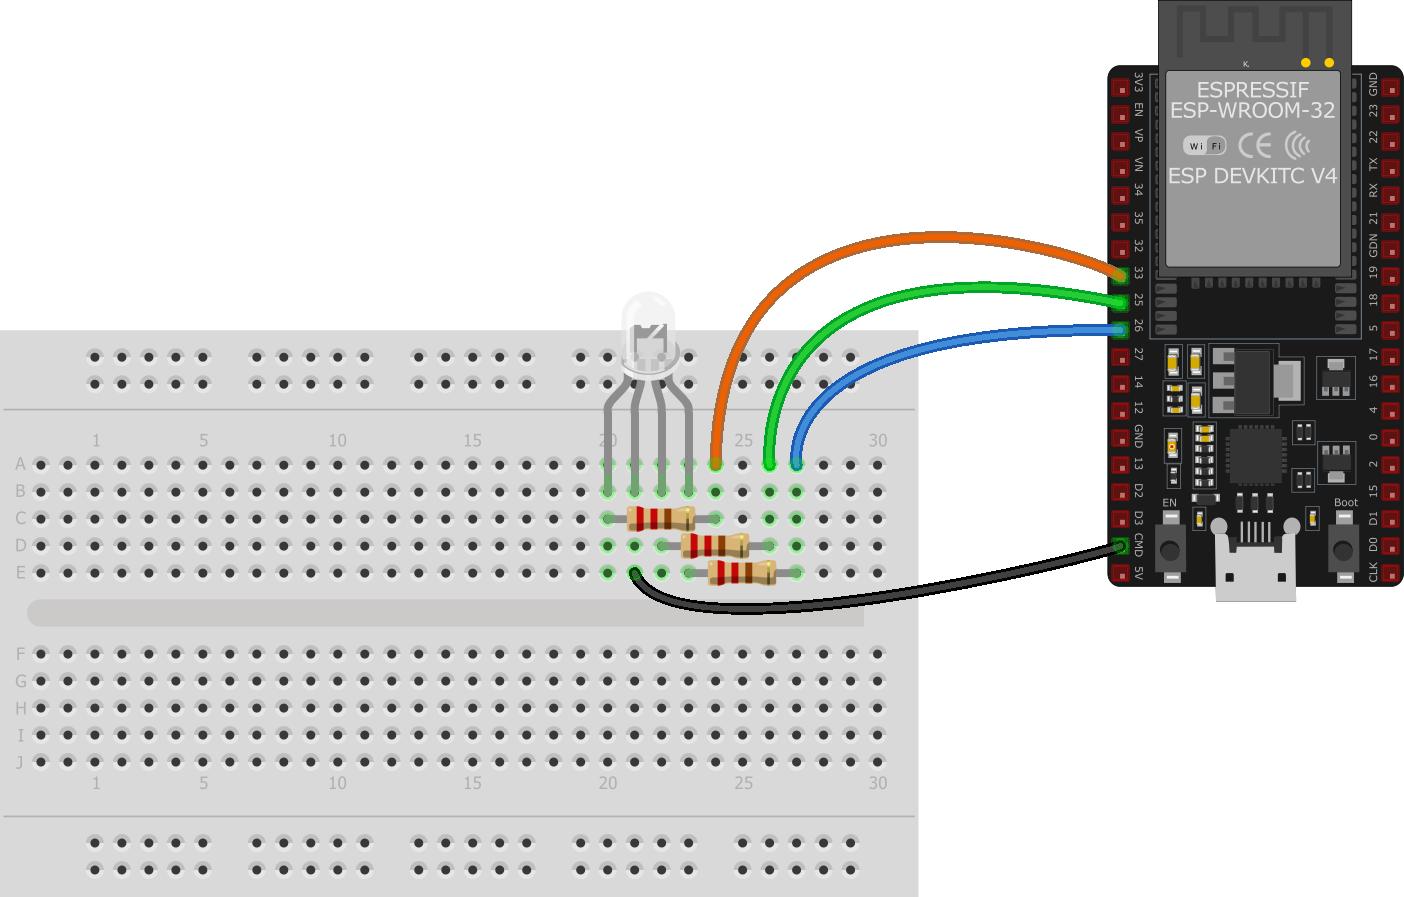 K.
ESPRESSIF
ESP-WROOM-32
Wi Fi CE
ESP DEVKITC V4
3V3
EN
VP
VN
34
35
32
33
25
26
27
14
12
GND
13
D2
D3
CMD
5V
GND
23
22
TX
RX
21
GDN
19
18
5
17
16
4
0
2
15
D1
D0
CLK
EN
Boot
1 5 10 15 20 25 30
A
B
C
D
E
F
G
H
I
J
1 5 10 15 20 25 30